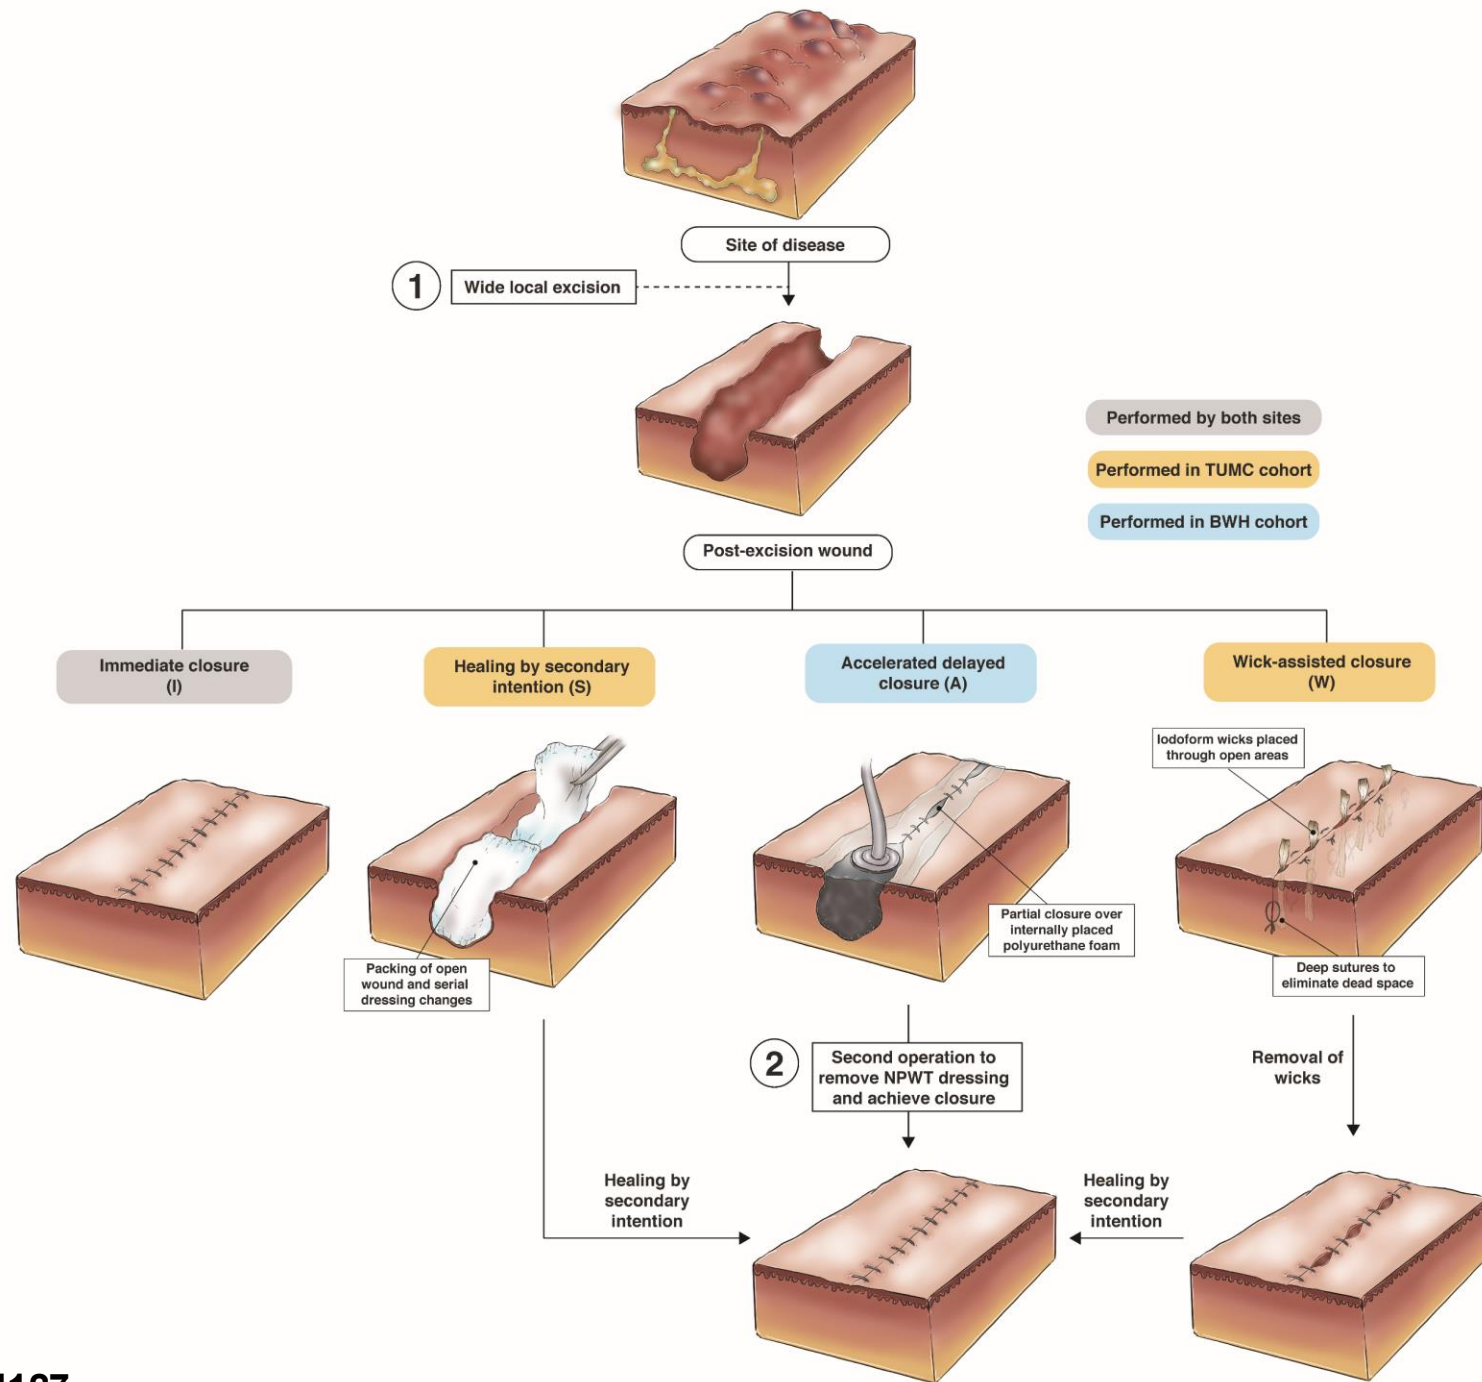 Site of disease
1
Wide local excision
Performed by both sites
Performed in TUMC cohort
Performed in BWH cohort
Post-excision wound
Immediate closure
(I)
Healing by secondary
intention (S)
Accelerated delayed
closure (A)
Wick-assisted closure
(W)
Iodoform wicks placed
through open areas
Packing of open
wound and serial
dressing changes
Partial closure over
internally placed
polyurethane foam
Deep sutures to
eliminate dead space
2
Second operation to
remove NPWT dressing
and achieve closure
Removal of
wicks
Healing by
secondary
intention
Healing by
secondary
intention